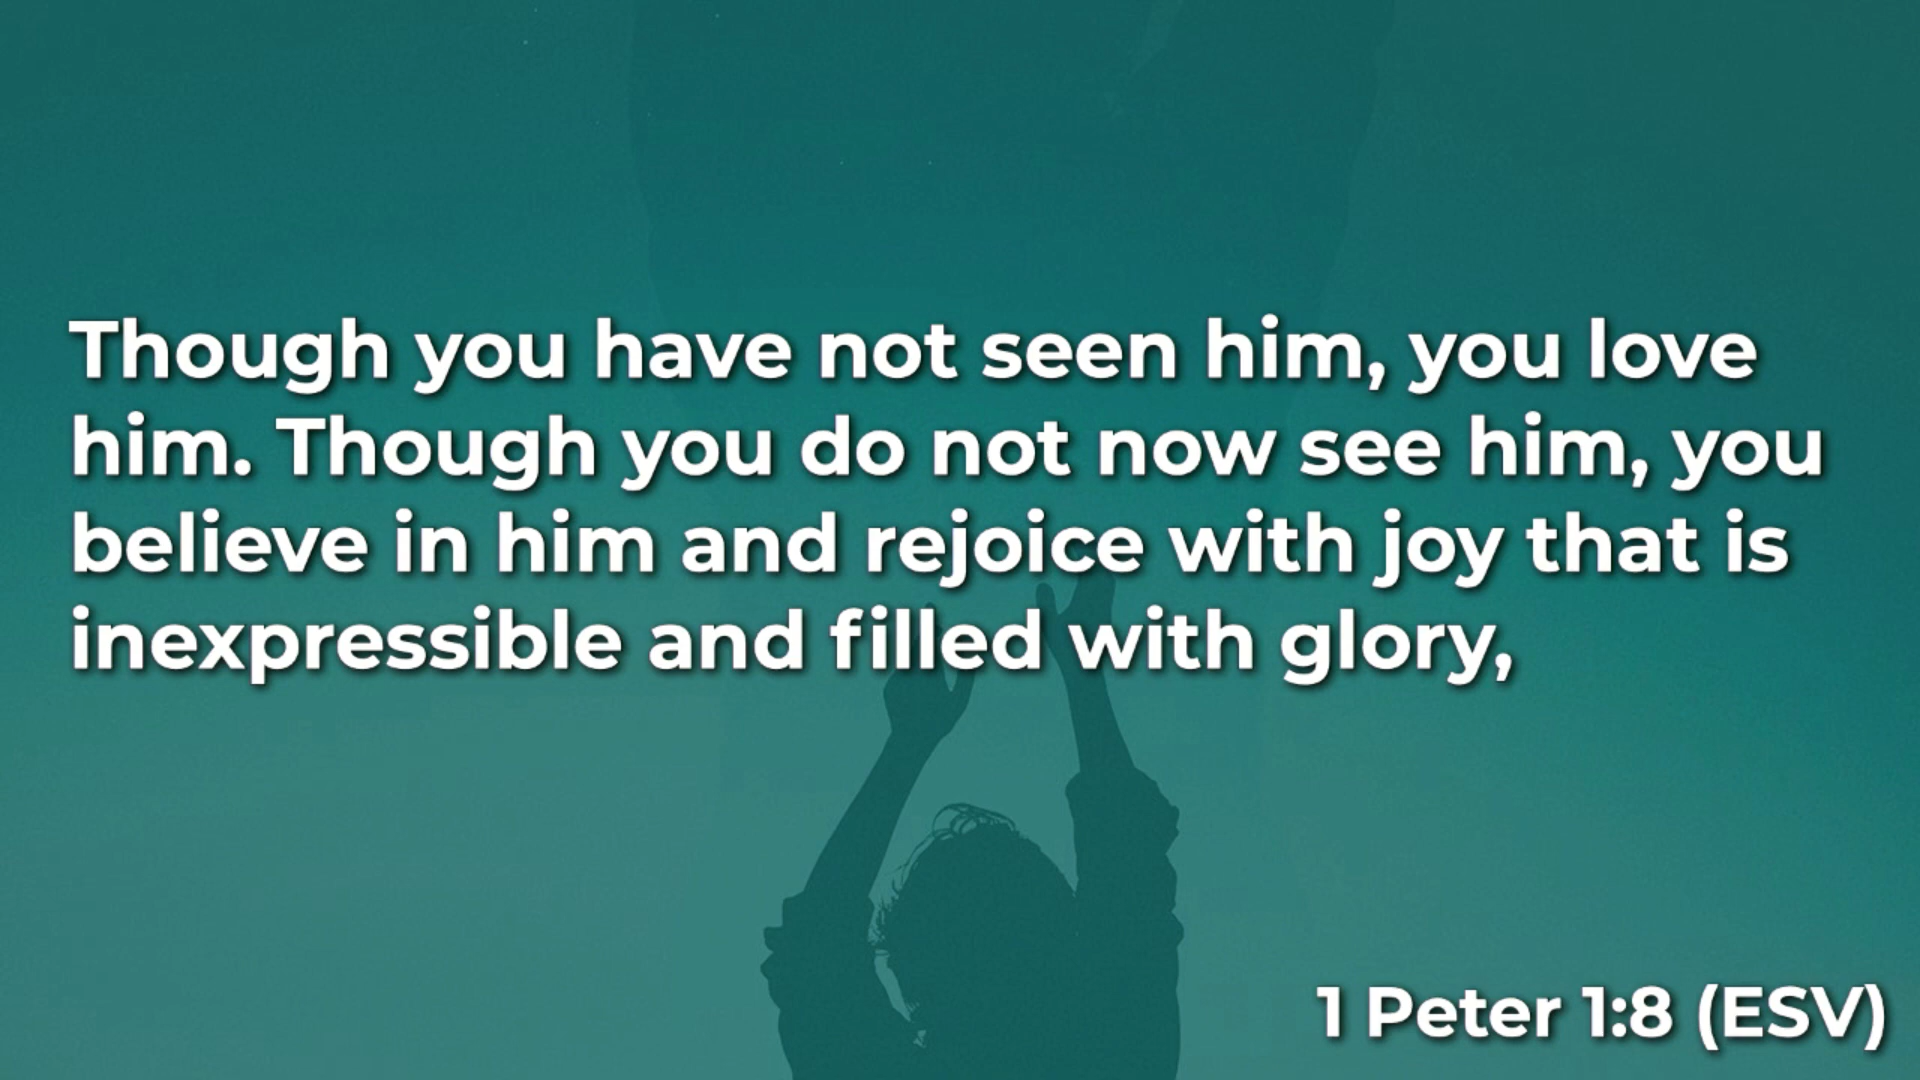 Though you have not seen him, you love
him. Though you do not now see him, you
believe in him and rejoice with joy that is
inexpressible and filled with glory,
1 Peter 1:8 (ESV)